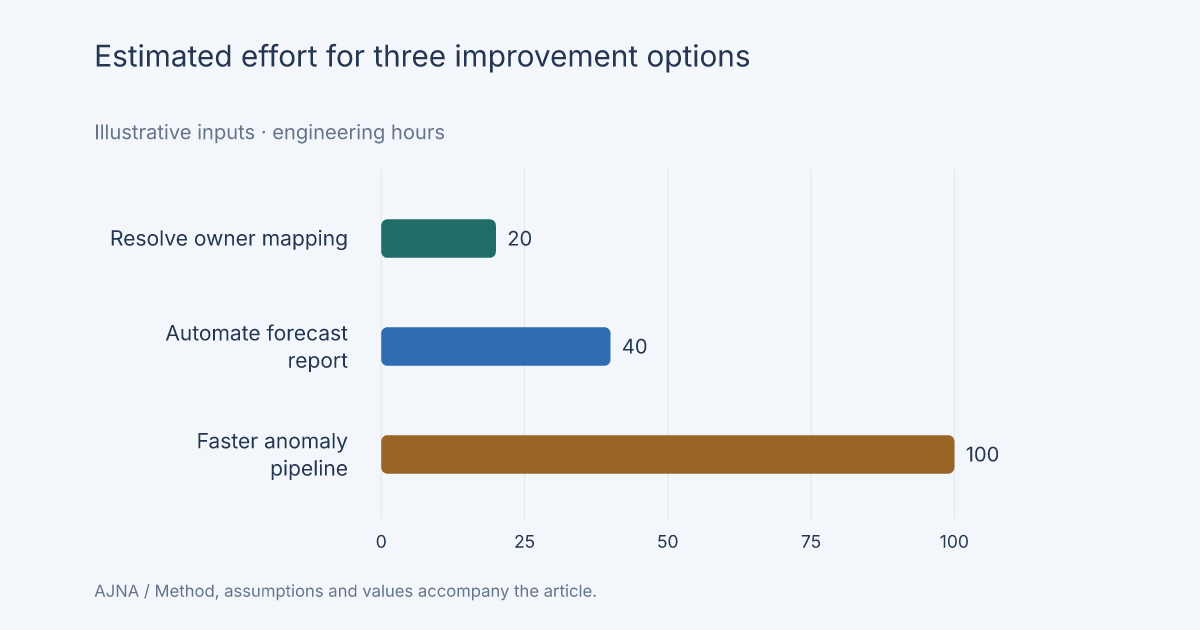 Estimated effort for three improvement options
Illustrative inputs · engineering hours
Resolve owner mapping
20
Automate forecast
report
40
Faster anomaly
pipeline
100
0 25 50 75 100
AJNA / Method, assumptions and values accompany the article.